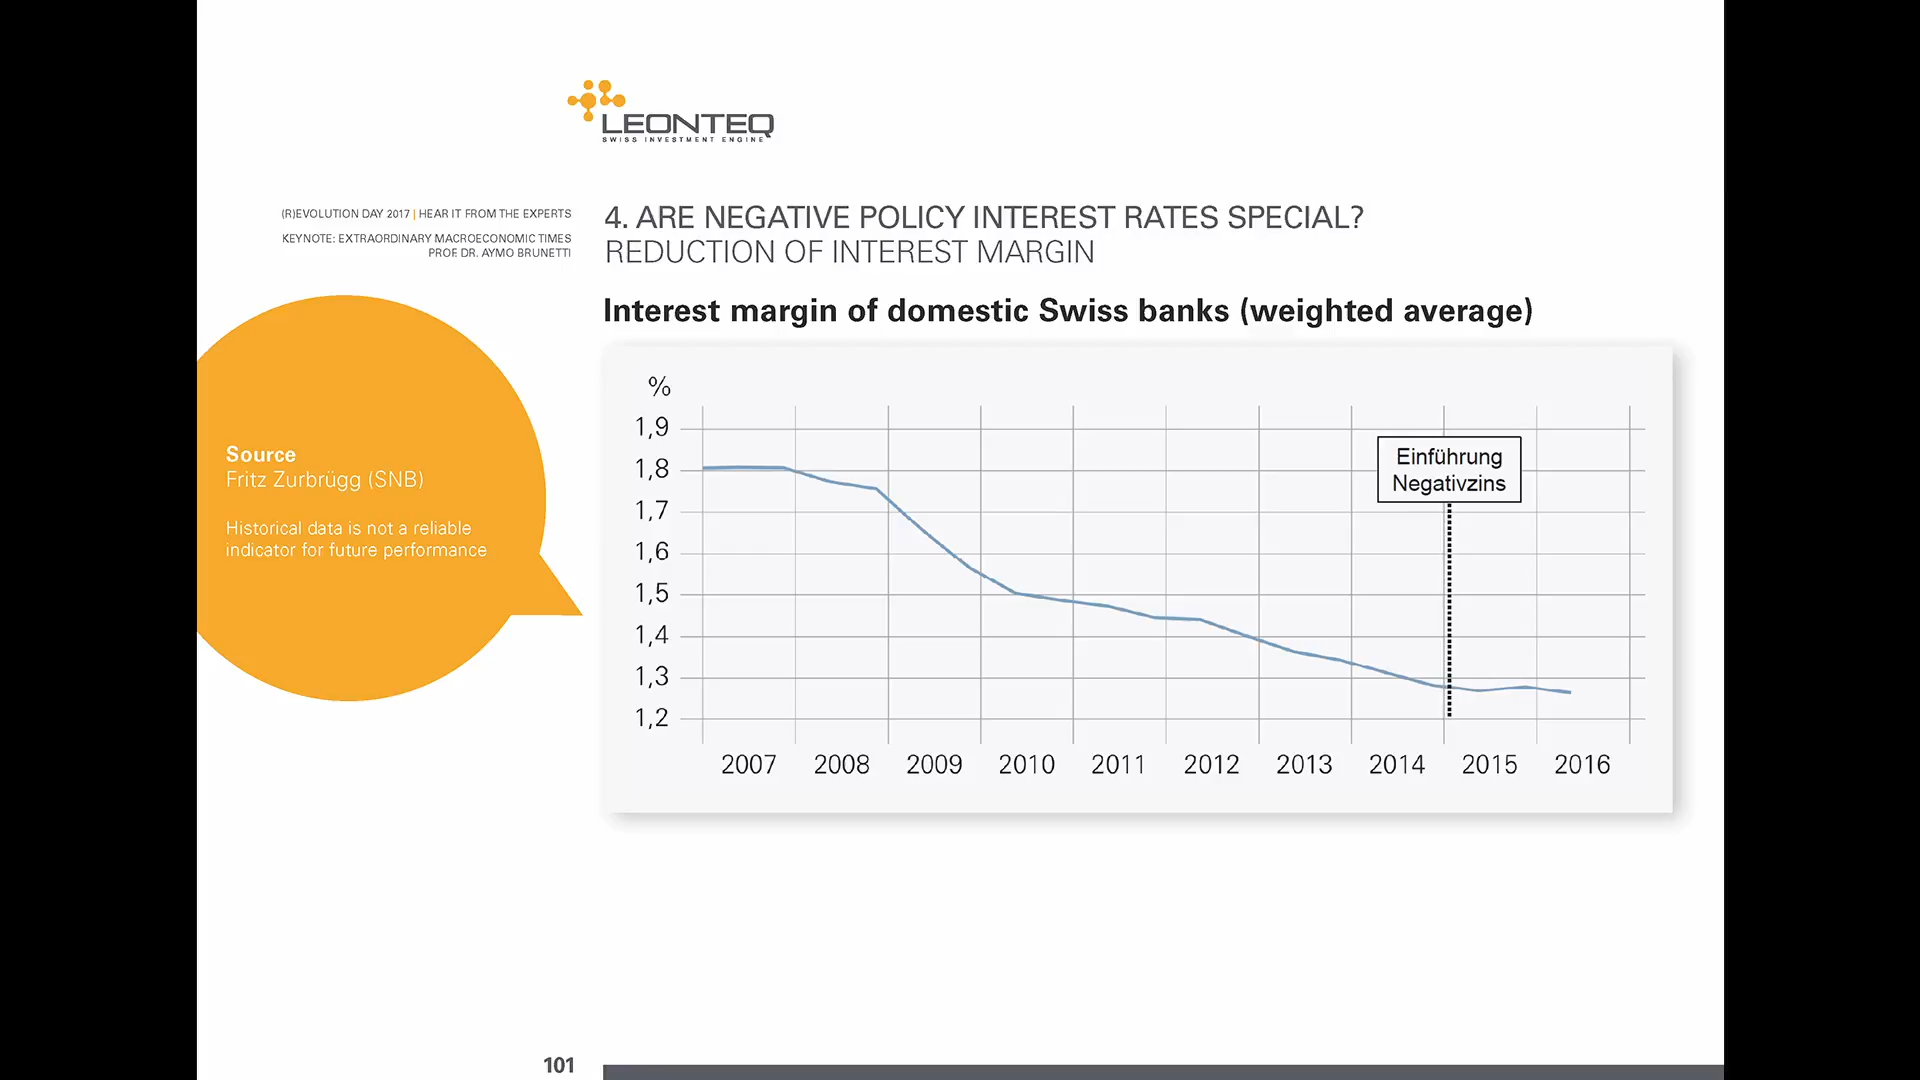 LEONTEQ
SWISS INVESTMENT ENGINE
(R)EVOLUTION DAY 2017 | HEAR IT FROM THE EXPERTS
KEYNOTE: EXTRAORDINARY MACROECONOMIC TIMES
PROF. DR. AYMO BRUNETTI
4. ARE NEGATIVE POLICY INTEREST RATES SPECIAL?
REDUCTION OF INTEREST MARGIN
Interest margin of domestic Swiss banks (weighted average)
Source
Fritz Zurbrügg (SNB)
Historical data is not a reliable
indicator for future performance
%
1,9
1,8
1,7
1,6
1,5
1,4
1,3
1,2
Einführung
Negativzins
2007 2008 2009 2010 2011 2012 2013 2014 2015 2016
101